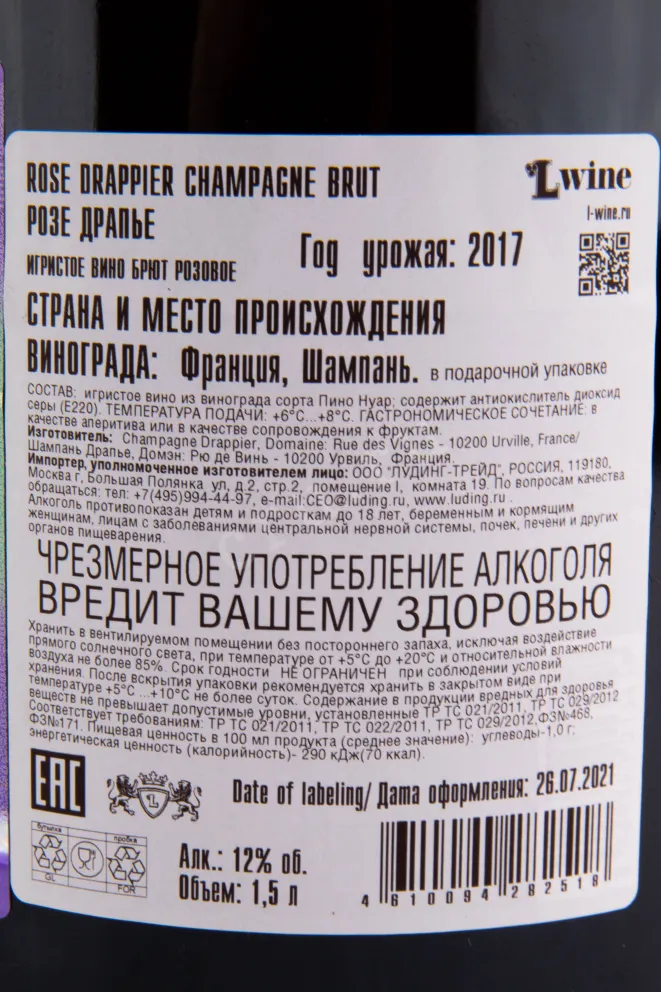 ROSE DRAPPIER CHAMPAGNE BRUT
Lwine
l-wine.ru
РОЗЕ ДРАПЬЕ
Год урожая: 2017
ИГРИСТОЕ ВИНО БРЮТ РОЗОВОЕ
СТРАНА И МЕСТО ПРОИСХОЖДЕНИЯ
ВИНОГРАДА: Франция, Шампань. в подарочной упаковке
СОСТАВ: игристое вино из винограда сорта Пино Нуар; содержит антиокислитель диоксид
серы (Е220). ТЕМПЕРАТУРА ПОДАЧИ: +6°С...+8°С. ГАСТРОНОМИЧЕСКОЕ СОЧЕТАНИЕ: в
качестве аперитива или в качестве сопровождения к фруктам.
Изготовитель: Champagne Drappier, Domaine: Rue des Vignes - 10200 Urville, France/
Шампань Драпье, Домэн: Рю де Винь - 10200 Урвиль, Франция.
Импортер, уполномоченное изготовителем лицо: ООО "ЛУДИНГ-ТРЕЙД", РОССИЯ, 119180,
Москва г, Большая Полянка ул, д.2, стр.2, помещение I, комната 19. По вопросам качества
обращаться: тел: +7(495)994-44-97, e-mail:CEO@luding.ru, www.luding.ru .
Алкоголь противопоказан детям и подросткам до 18 лет, беременным и кормящим
женщинам, лицам с заболеваниями центральной нервной системы, почек, печени и других
органов пищеварения.
ЧРЕЗМЕРНОЕ УПОТРЕБЛЕНИЕ АЛКОГОЛЯ
ВРЕДИТ ВАШЕМУ ЗДОРОВЬЮ
Хранить в вентилируемом помещении без постороннего запаха, исключая воздействие
прямого солнечного света, при температуре от +5°С до +20°С и относительной влажности
воздуха не более 85%. Срок годности НЕ ОГРАНИЧЕН при соблюдении условий
хранения. После вскрытия упаковки рекомендуется хранить в закрытом виде при
температуре +5°С ...+10°С не более суток. Содержание в продукции вредных для здоровья
веществ не превышает допустимые уровни, установленные ТР ТС 021/2011, ТР ТС 029/2012
Соответствует требованиям: ТР ТС 021/2011, ТР ТС 022/2011, ТР ТС 029/2012,ФЗ№468,
ФЗ№171. Пищевая ценность в 100 мл продукта (среднее значение): углеводы-1,0 г;
энергетическая ценность (калорийность)- 290 кДж(70 ккал).
EAC
L
Date of labeling/ Дата оформления: 26.07.2021
бутылка
пробка
GL
FOR
Алк.: 12% об.
Объем: 1,5 л
4 610094 282518